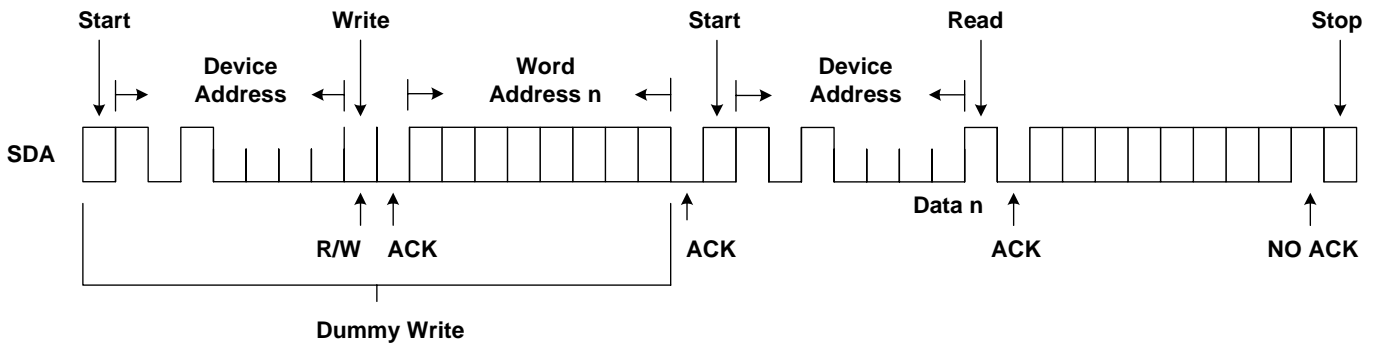 Start
Write
Start
Read
Stop
Device
Address
Word
Address n
Device
Address
SDA
Data n
R/W
ACK
ACK
ACK
NO ACK
Dummy Write